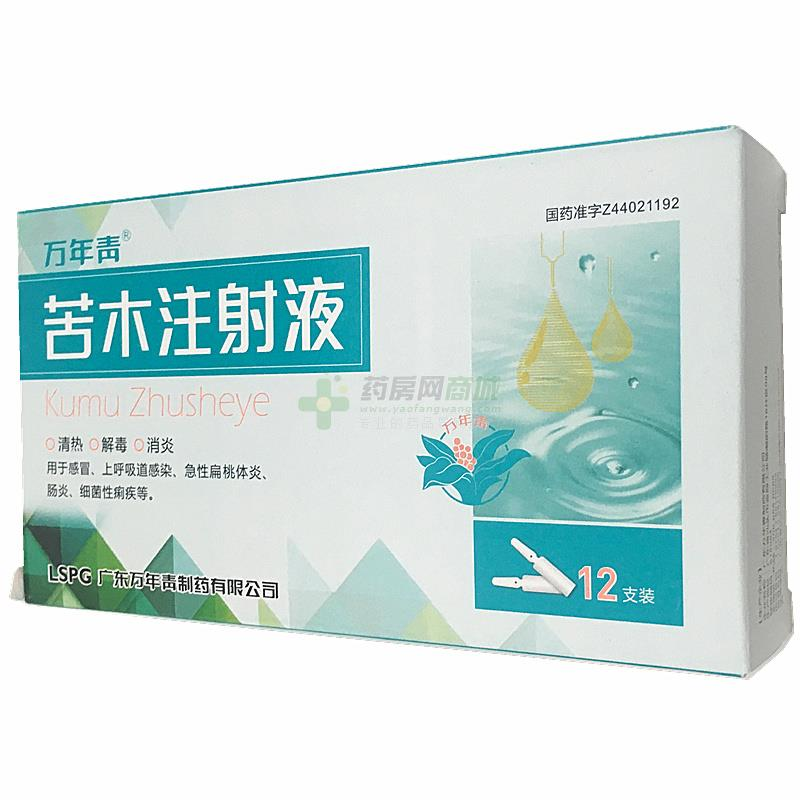 国药准字Z44021192
万年青®
苦木注射液
Kumu Zhusheye
清热 解毒 消炎
用于感冒、上呼吸道感染、急性扁桃体炎、
肠炎、细菌性痢疾等。
万年青
药房网商城
www.yaofangwang.com
LSPG 广东万年青制药有限公司
12支装